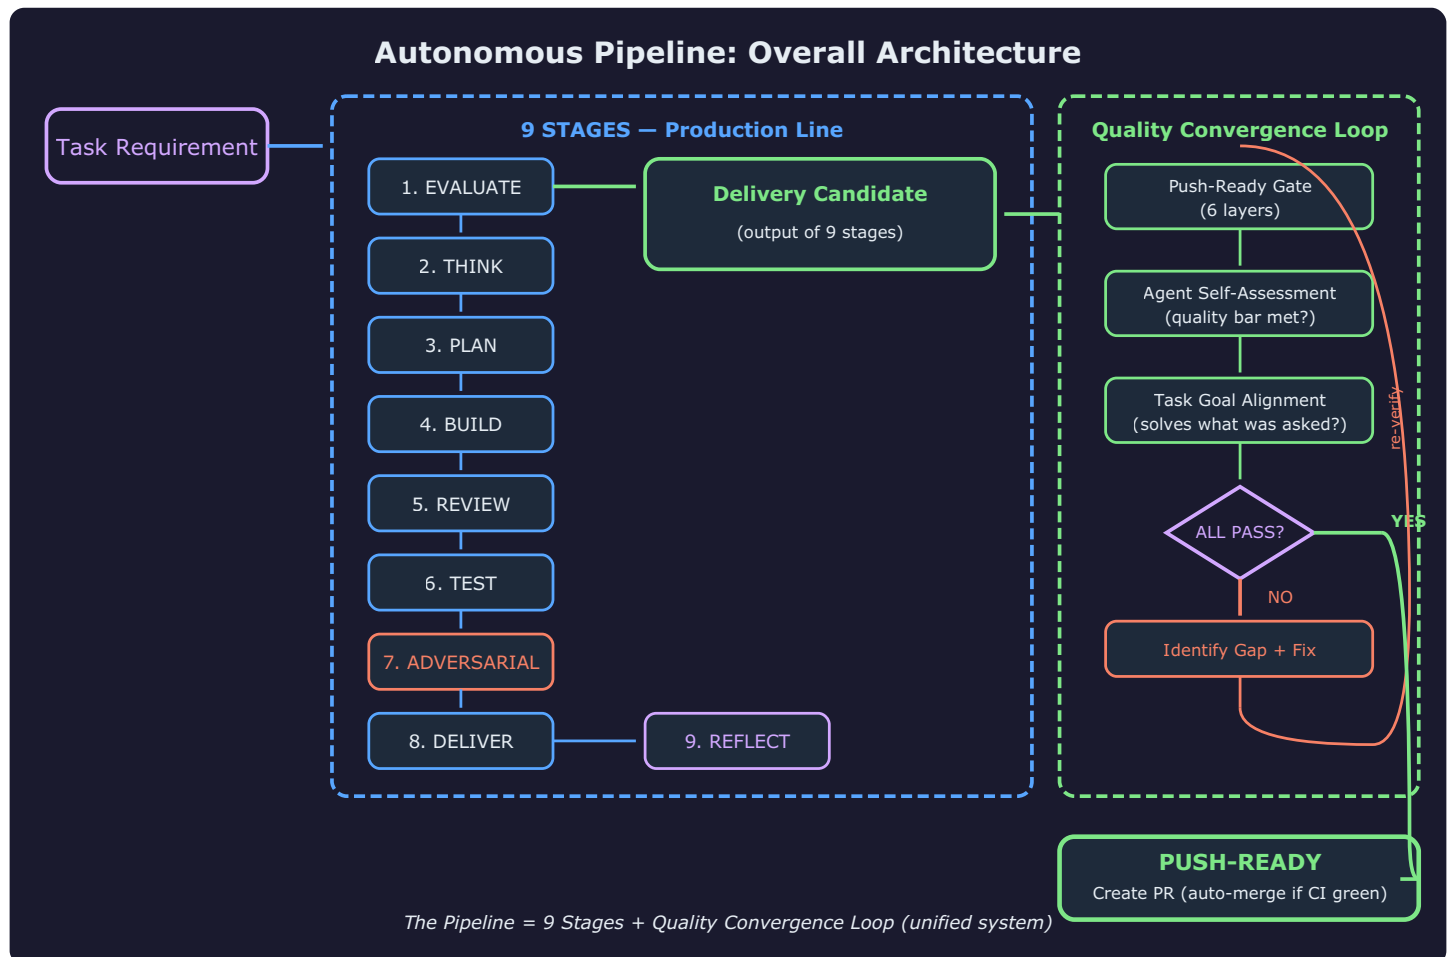 Autonomous Pipeline: Overall Architecture
Task Requirement
9 STAGES — Production Line
1. EVALUATE
2. THINK
3. PLAN
4. BUILD
5. REVIEW
6. TEST
7. ADVERSARIAL
8. DELIVER
9. REFLECT
Delivery Candidate
(output of 9 stages)
Quality Convergence Loop
Push-Ready Gate
(6 layers)
Agent Self-Assessment
(quality bar met?)
Task Goal Alignment
(solves what was asked?)
re-verify
ALL PASS?
YES
NO
Identify Gap + Fix
PUSH-READY
Create PR (auto-merge if CI green)
The Pipeline = 9 Stages + Quality Convergence Loop (unified system)